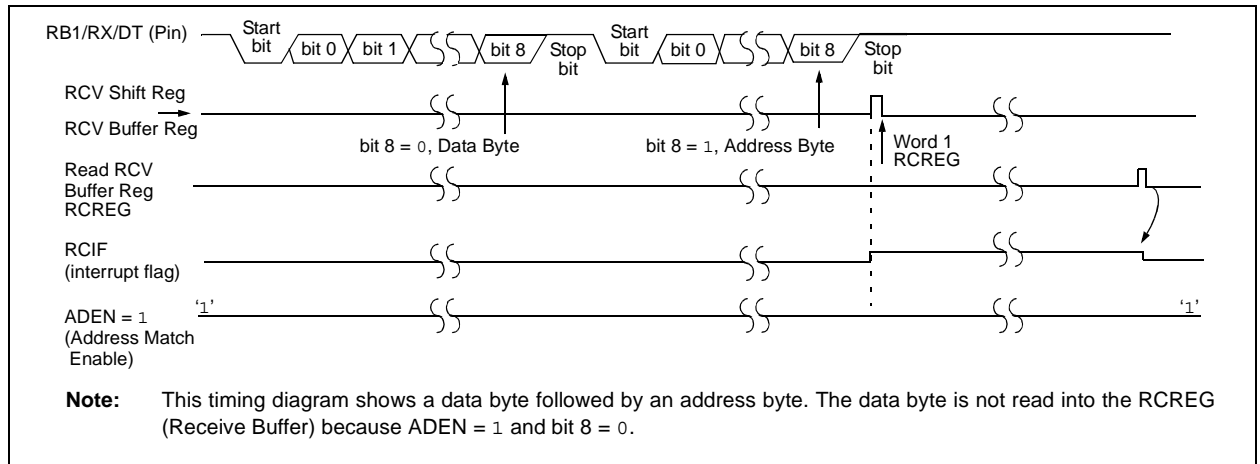 RB1/RX/DT (Pin)
Start
bit
bit 0
bit 1
bit 8
Stop
bit
Start
bit
bit 0
bit 8
Stop
bit
RCV Shift Reg
RCV Buffer Reg
bit 8 = 0, Data Byte
bit 8 = 1, Address Byte
Word 1
RCREG
Read RCV
Buffer Reg
RCREG
RCIF
(interrupt flag)
ADEN = 1
(Address Match
Enable)
‘1’
‘1’
Note: This timing diagram shows a data byte followed by an address byte. The data byte is not read into the RCREG
(Receive Buffer) because ADEN = 1 and bit 8 = 0.